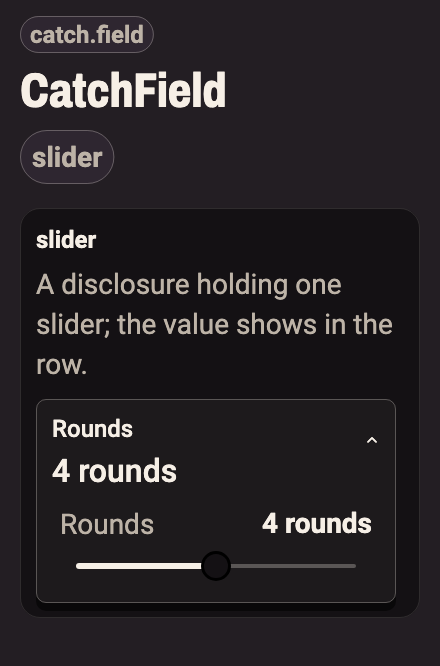 catch.field
CatchField
slider
slider
A disclosure holding one
slider; the value shows in the
row.
Rounds
4 rounds
Rounds 4 rounds